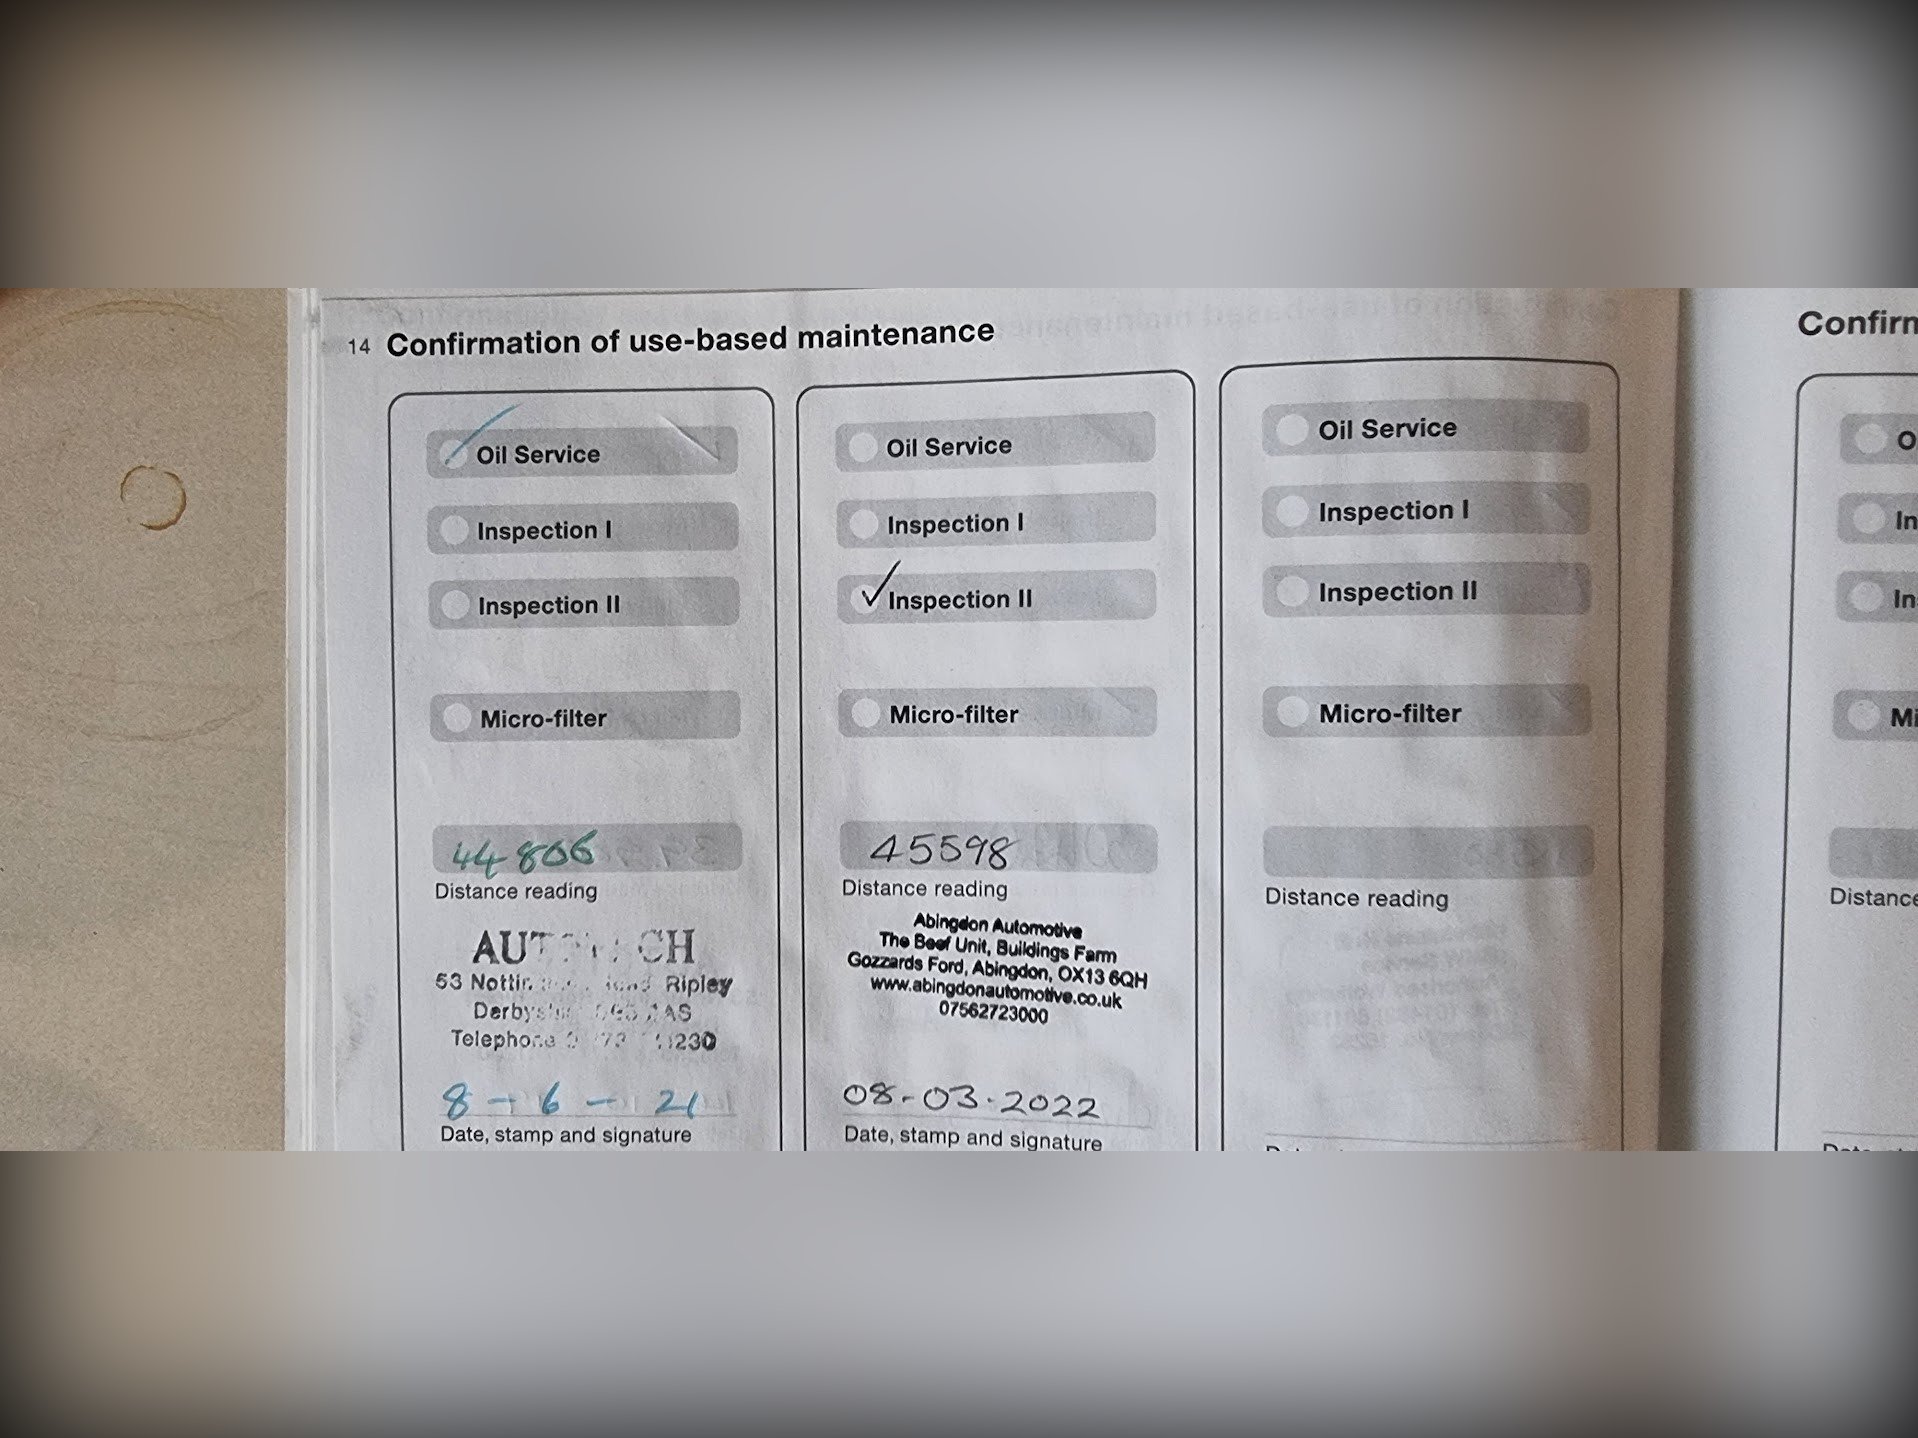 14 Confirmation of use-based maintenance
Oil Service
Inspection I
Inspection II
Micro-filter
44806
Distance reading
53 Ripley
Telephone
8-6-21
Date, stamp and signature
Oil Service
Inspection I
Inspection II
Micro-filter
45598
Distance reading
Abingdon Automotive
The Beef Unit, Buildings Farm
Gozzards Ford, Abingdon, OX13 6QH
www.abingdonautomotive.co.uk
07562723000
08-03-2022
Date, stamp and signature
Oil Service
Inspection I
Inspection II
Micro-filter
Distance reading
Confirm
Distance